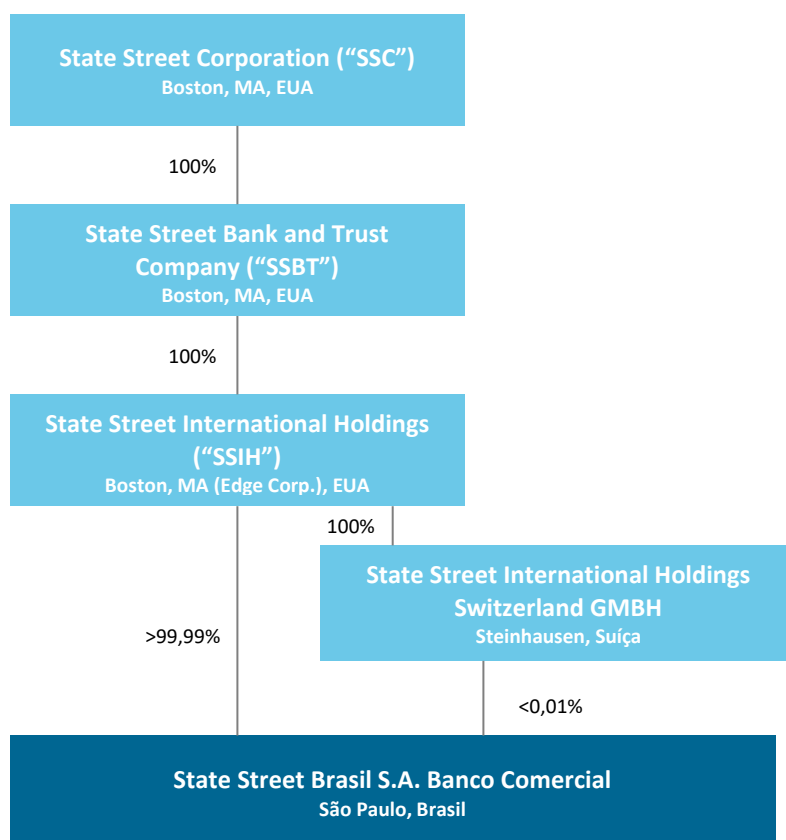 State Street Corporation (“SSC”)
Boston, MA, EUA
100%
State Street Bank and Trust
Company (“SSBT”)
Boston, MA, EUA
100%
State Street International Holdings
(“SSIH”)
Boston, MA (Edge Corp.), EUA
100%
State Street International Holdings
Switzerland GMBH
Steinhausen, Suíça
>99,99%
<0,01%
State Street Brasil S.A. Banco Comercial
São Paulo, Brasil